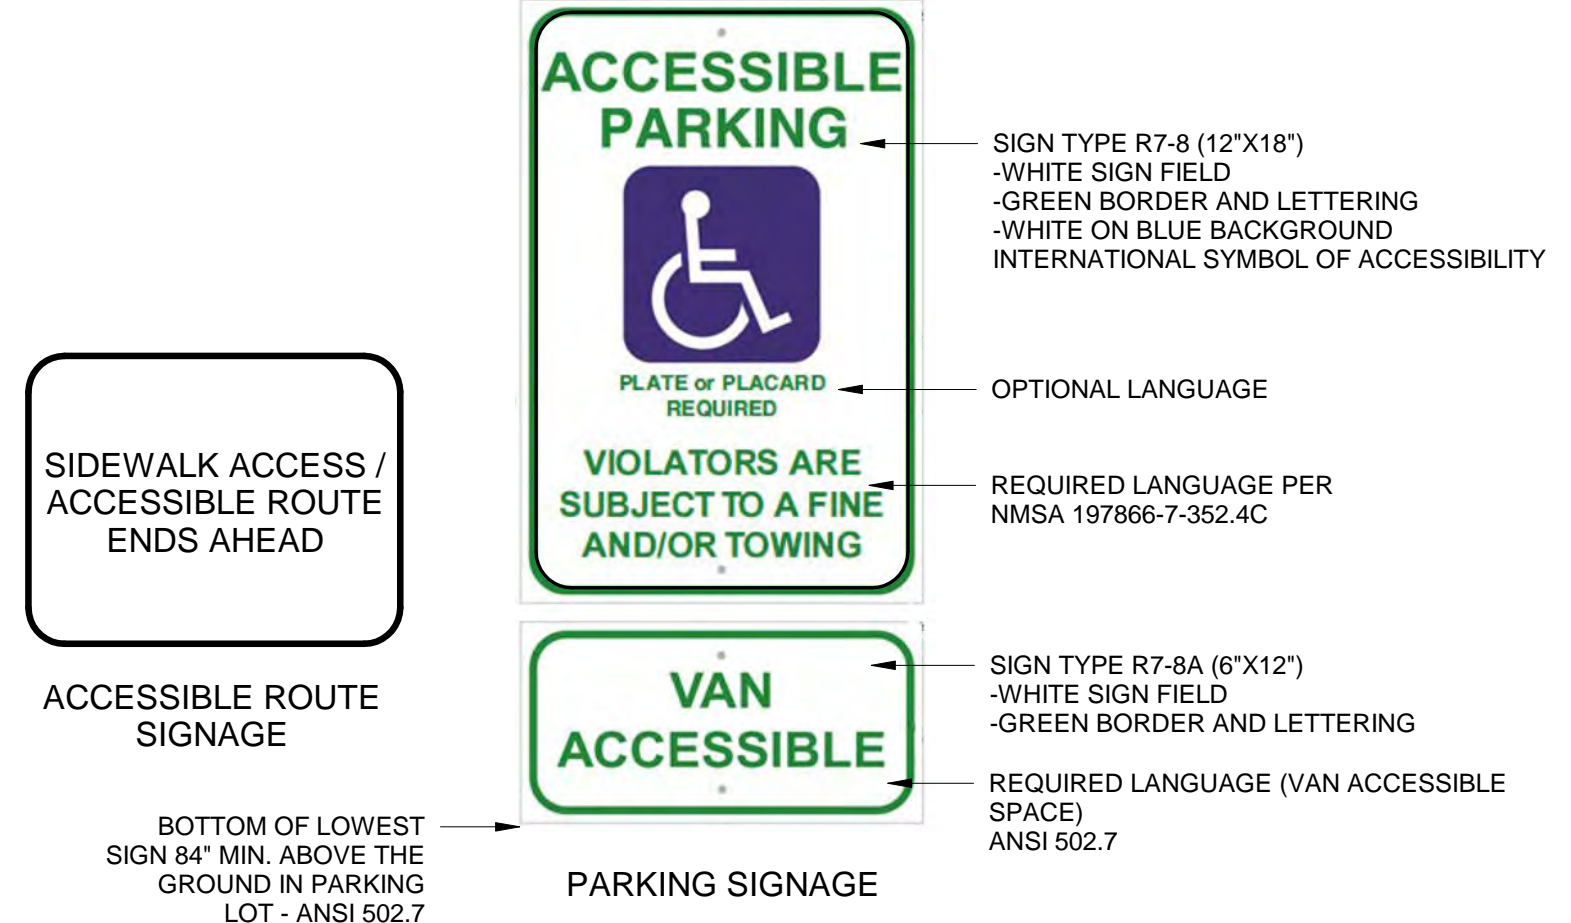 ACCESSIBLE
PARKING
PLATE or PLACARD
REQUIRED
VIOLATORS ARE
SUBJECT TO A FINE
AND/OR TOWING
SIGN TYPE R7-8 (12"X18")
-WHITE SIGN FIELD
-GREEN BORDER AND LETTERING
-WHITE ON BLUE BACKGROUND
INTERNATIONAL SYMBOL OF ACCESSIBILITY
OPTIONAL LANGUAGE
REQUIRED LANGUAGE PER
NMSA 197866-7-352.4C
SIDEWALK ACCESS /
ACCESSIBLE ROUTE
ENDS AHEAD
ACCESSIBLE ROUTE
SIGNAGE
VAN
ACCESSIBLE
SIGN TYPE R7-8A (6"X12")
-WHITE SIGN FIELD
-GREEN BORDER AND LETTERING
REQUIRED LANGUAGE (VAN ACCESSIBLE
SPACE)
ANSI 502.7
BOTTOM OF LOWEST
SIGN 84" MIN. ABOVE THE
GROUND IN PARKING
LOT - ANSI 502.7
PARKING SIGNAGE